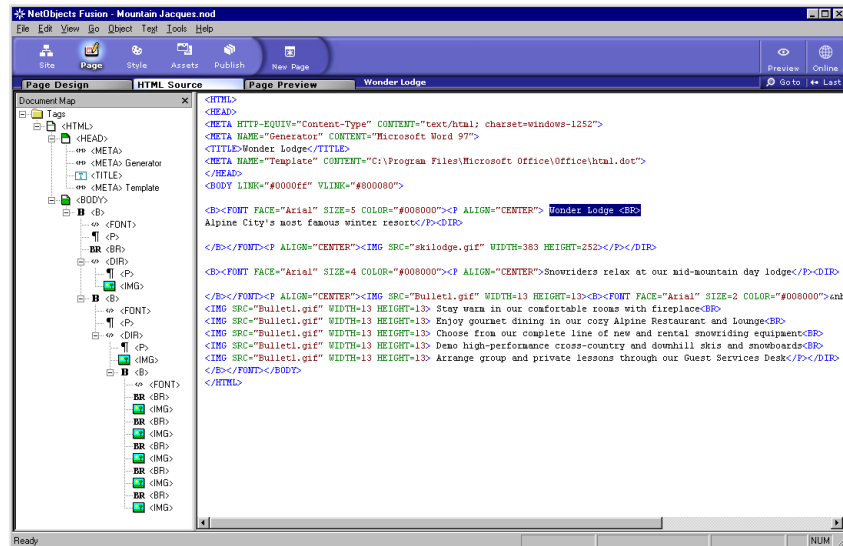 NetObjects Fusion - Mountain Jacques.nod
File Edit View Go Object Text Tools Help
Site Page Style Assets Publish New Page Preview Online
Page Design HTML Source Page Preview Wonder Lodge Go to Last
Document Map
Tags
<HTML>
<HEAD>
<META>
<META> Generator
<TITLE>
<META> Template
<BODY>
B <B>
<FONT>
¶ <P>
BR <BR>
<DIR>
¶ <P>
<IMG>
B <B>
<FONT>
¶ <P>
<DIR>
¶ <P>
<IMG>
B <B>
<FONT>
BR <BR>
<IMG>
BR <BR>
<IMG>
BR <BR>
<IMG>
BR <BR>
<IMG>
BR <BR>
<IMG>
<HTML>
<HEAD>
<META HTTP-EQUIV="Content-Type" CONTENT="text/html; charset=windows-1252">
<META NAME="Generator" CONTENT="Microsoft Word 97">
<TITLE>Wonder Lodge</TITLE>
<META NAME="Template" CONTENT="C:\Program Files\Microsoft Office\Office\html.dot">
</HEAD>
<BODY LINK="#0000ff" VLINK="#800080">
<B><FONT FACE="Arial" SIZE=5 COLOR="#008000"><P ALIGN="CENTER"> Wonder Lodge <BR>
Alpine City's most famous winter resort</P><DIR>
</B></FONT><P ALIGN="CENTER"><IMG SRC="skilodge.gif" WIDTH=383 HEIGHT=252></P></DIR>
<B><FONT FACE="Arial" SIZE=4 COLOR="#008000"><P ALIGN="CENTER">Snowriders relax at our mid-mountain day lodge</P><DIR>
</B></FONT><P ALIGN="CENTER"><IMG SRC="Bullet1.gif" WIDTH=13 HEIGHT=13><B><FONT FACE="Arial" SIZE=2 COLOR="#008000">&nb
<IMG SRC="Bullet1.gif" WIDTH=13 HEIGHT=13> Stay warm in our comfortable rooms with fireplace<BR>
<IMG SRC="Bullet1.gif" WIDTH=13 HEIGHT=13> Enjoy gourmet dining in our cozy Alpine Restaurant and Lounge<BR>
<IMG SRC="Bullet1.gif" WIDTH=13 HEIGHT=13> Choose from our complete line of new and rental snowriding equipment<BR>
<IMG SRC="Bullet1.gif" WIDTH=13 HEIGHT=13> Demo high-performance cross-country and downhill skis and snowboards<BR>
<IMG SRC="Bullet1.gif" WIDTH=13 HEIGHT=13> Arrange group and private lessons through our Guest Services Desk</P></DIR>
</B></FONT></BODY>
</HTML>
Ready NUM